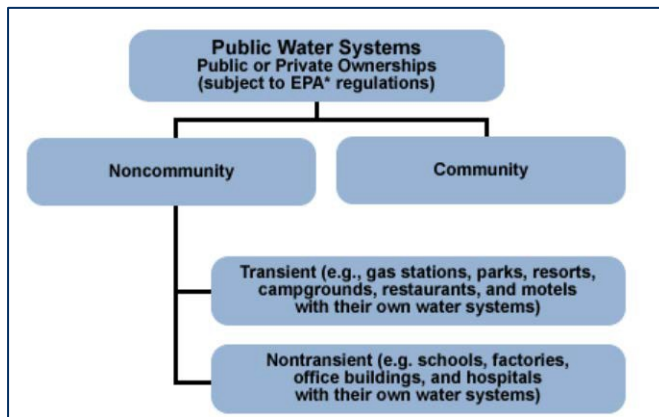 Public Water Systems
Public or Private Ownerships
(subject to EPA* regulations)
Noncommunity
Community
Transient (e.g., gas stations, parks, resorts,
campgrounds, restaurants, and motels
with their own water systems)
Nontransient (e.g. schools, factories,
office buildings, and hospitals
with their own water systems)